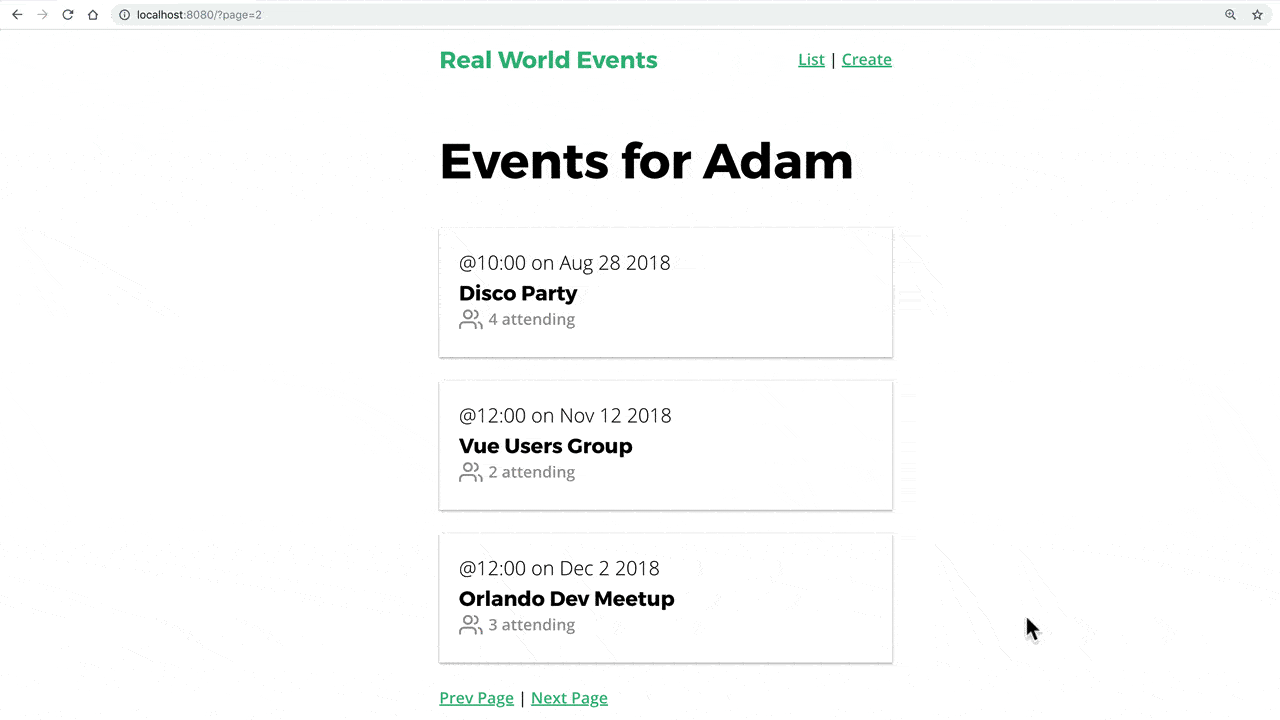 localhost:8080/?page=2
Real World Events
List | Create
Events for Adam
@10:00 on Aug 28 2018
Disco Party
4 attending
@12:00 on Nov 12 2018
Vue Users Group
2 attending
@12:00 on Dec 2 2018
Orlando Dev Meetup
3 attending
Prev Page | Next Page